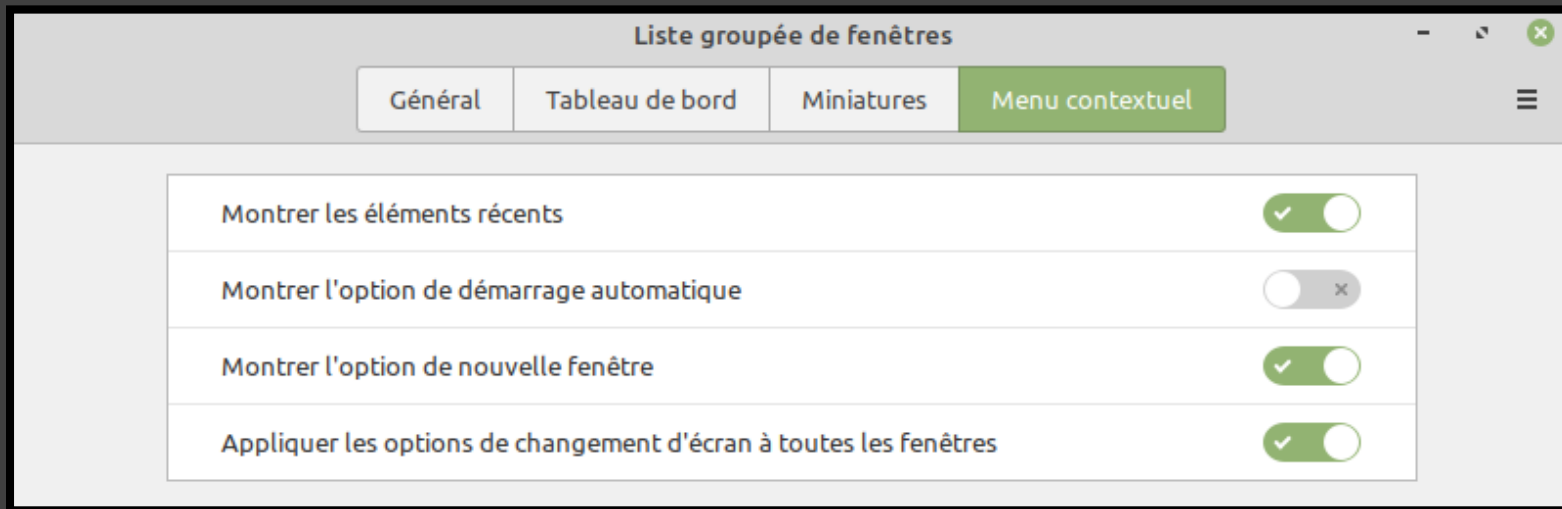 Liste groupée de fenêtres
Général Tableau de bord Miniatures Menu contextuel
Montrer les éléments récents
Montrer l'option de démarrage automatique
Montrer l'option de nouvelle fenêtre
Appliquer les options de changement d'écran à toutes les fenêtres